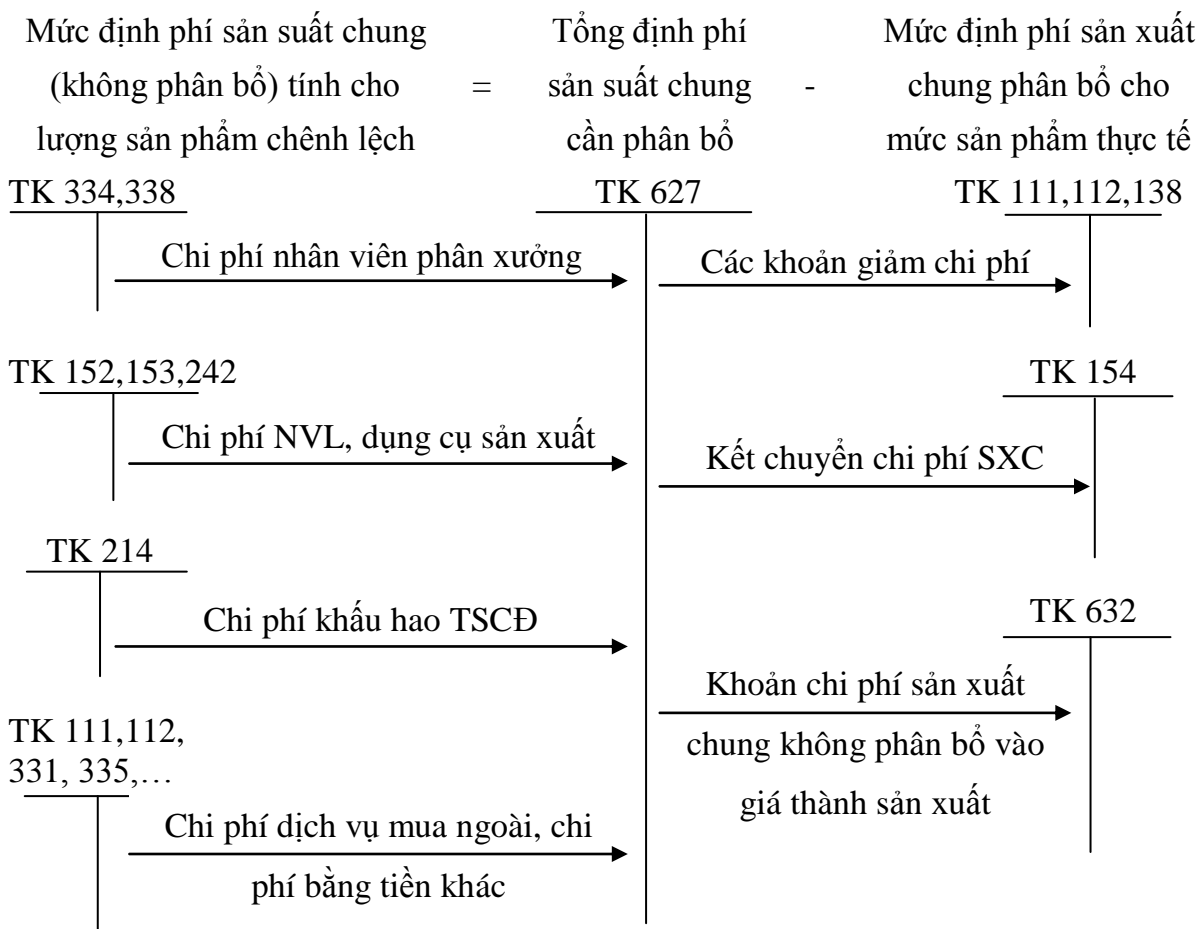 Mức định phí sản suất chung
(không phân bổ) tính cho
lượng sản phẩm chênh lệch
=
Tổng định phí
sản suất chung
cần phân bổ
-
Mức định phí sản xuất
chung phân bổ cho
mức sản phẩm thực tế
TK 334,338
TK 627
TK 111,112,138
Chi phí nhân viên phân xưởng
Các khoản giảm chi phí
TK 152,153,242
TK 154
Chi phí NVL, dụng cụ sản xuất
Kết chuyển chi phí SXC
TK 214
Chi phí khấu hao TSCĐ
TK 632
Khoản chi phí sản xuất
chung không phân bổ vào
giá thành sản xuất
TK 111,112,
331, 335,…
Chi phí dịch vụ mua ngoài, chi
phí bằng tiền khác